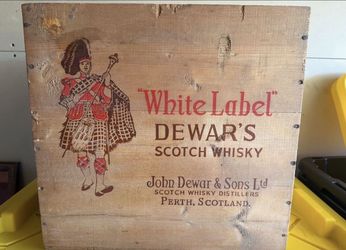 "White Label"
DEWAR'S
SCOTCH WHISKY
John Dewar & Sons Ltd
SCOTCH WHISKY DISTILLERS
PERTH, SCOTLAND.